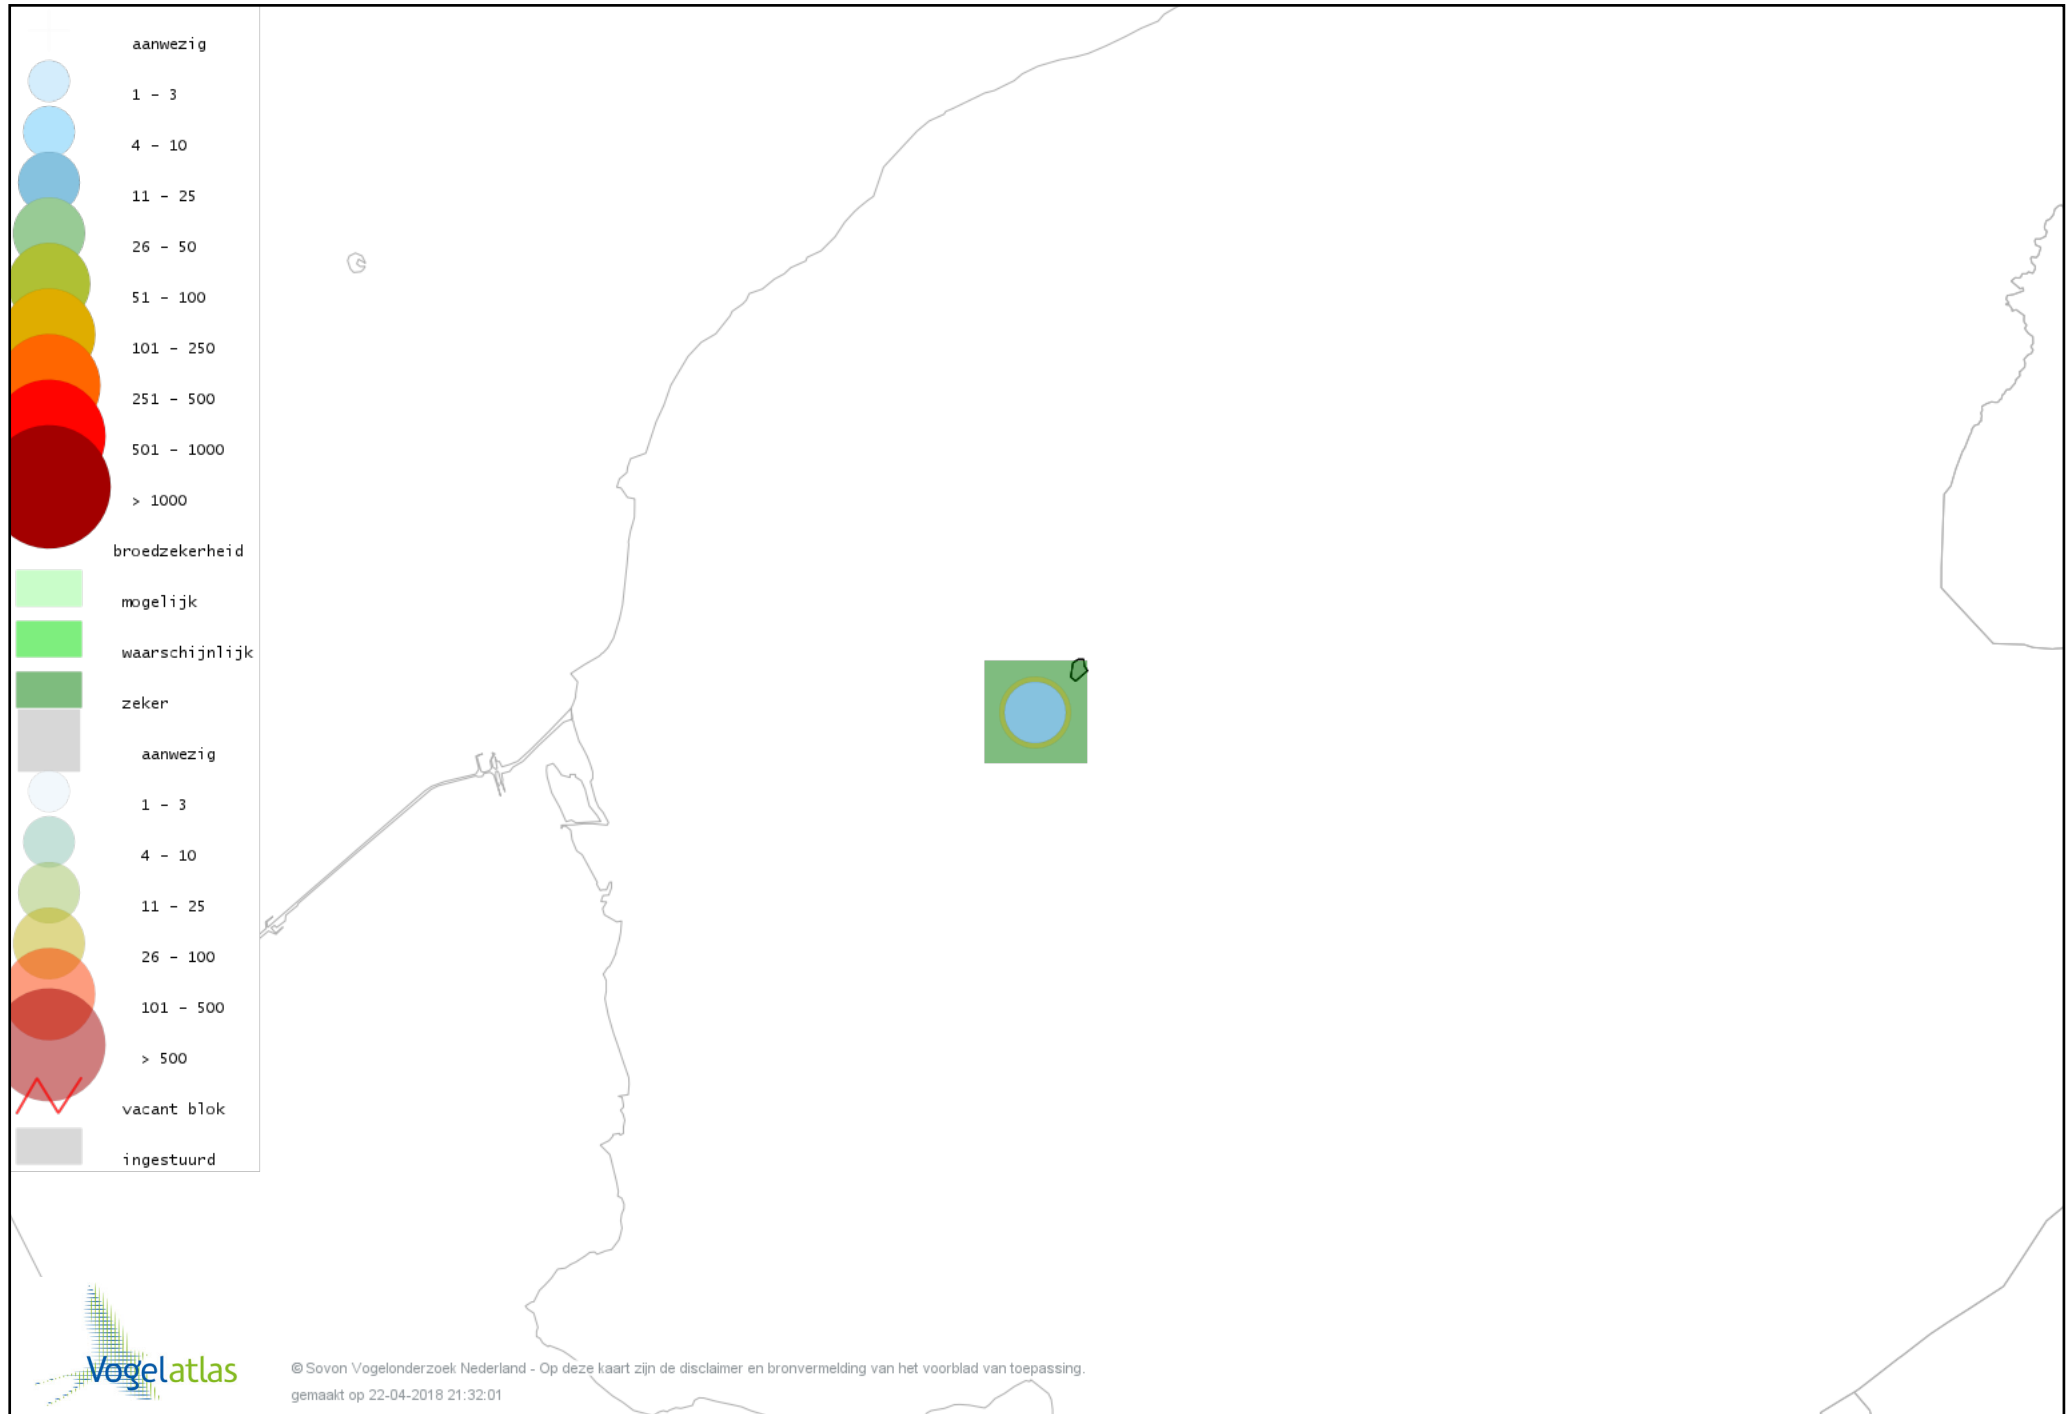 aanwezig
1 - 3
4 - 10
11 - 25
26 - 50
51 - 100
101 - 250
251 - 500
501 - 1000
> 1000
broedzekerheid
mogelijk
waarschijnlijk
zeker
aanwezig
1 - 3
4 - 10
11 - 25
26 - 100
101 - 500
> 500
vacant blok
ingestuurd
Vogelatlas
© Sovon Vogelonderzoek Nederland - Op deze kaart zijn de disclaimer en bronvermelding van het voorblad van toepassing.
gemaakt op 22-04-2018 21:32:01